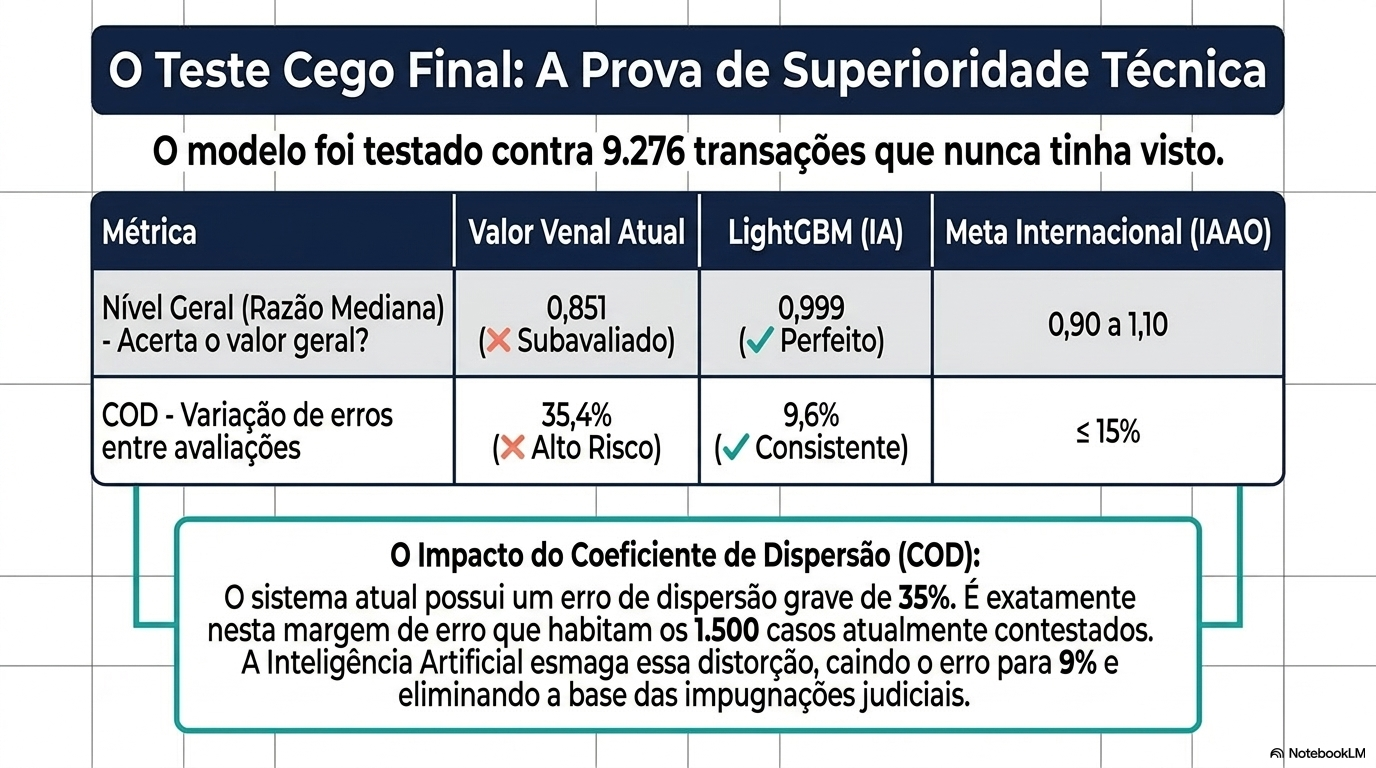 O Teste Cego Final: A Prova de Superioridade Técnica
O modelo foi testado contra 9.276 transações que nunca tinha visto.
Métrica
Valor Venal Atual
LightGBM (IA)
Meta Internacional (IAAO)
Nível Geral (Razão Mediana)
- Acerta o valor geral?
0,851
(❌ Subavaliado)
0,999
(✓ Perfeito)
0,90 a 1,10
COD - Variação de erros
entre avaliações
35,4%
(❌ Alto Risco)
9,6%
(✓ Consistente)
≤ 15%
O Impacto do Coeficiente de Dispersão (COD):
O sistema atual possui um erro de dispersão grave de 35%. É exatamente
nesta margem de erro que habitam os 1.500 casos atualmente contestados.
A Inteligência Artificial esmaga essa distorção, caindo o erro para 9% e
eliminando a base das impugnações judiciais.
NotebookLM